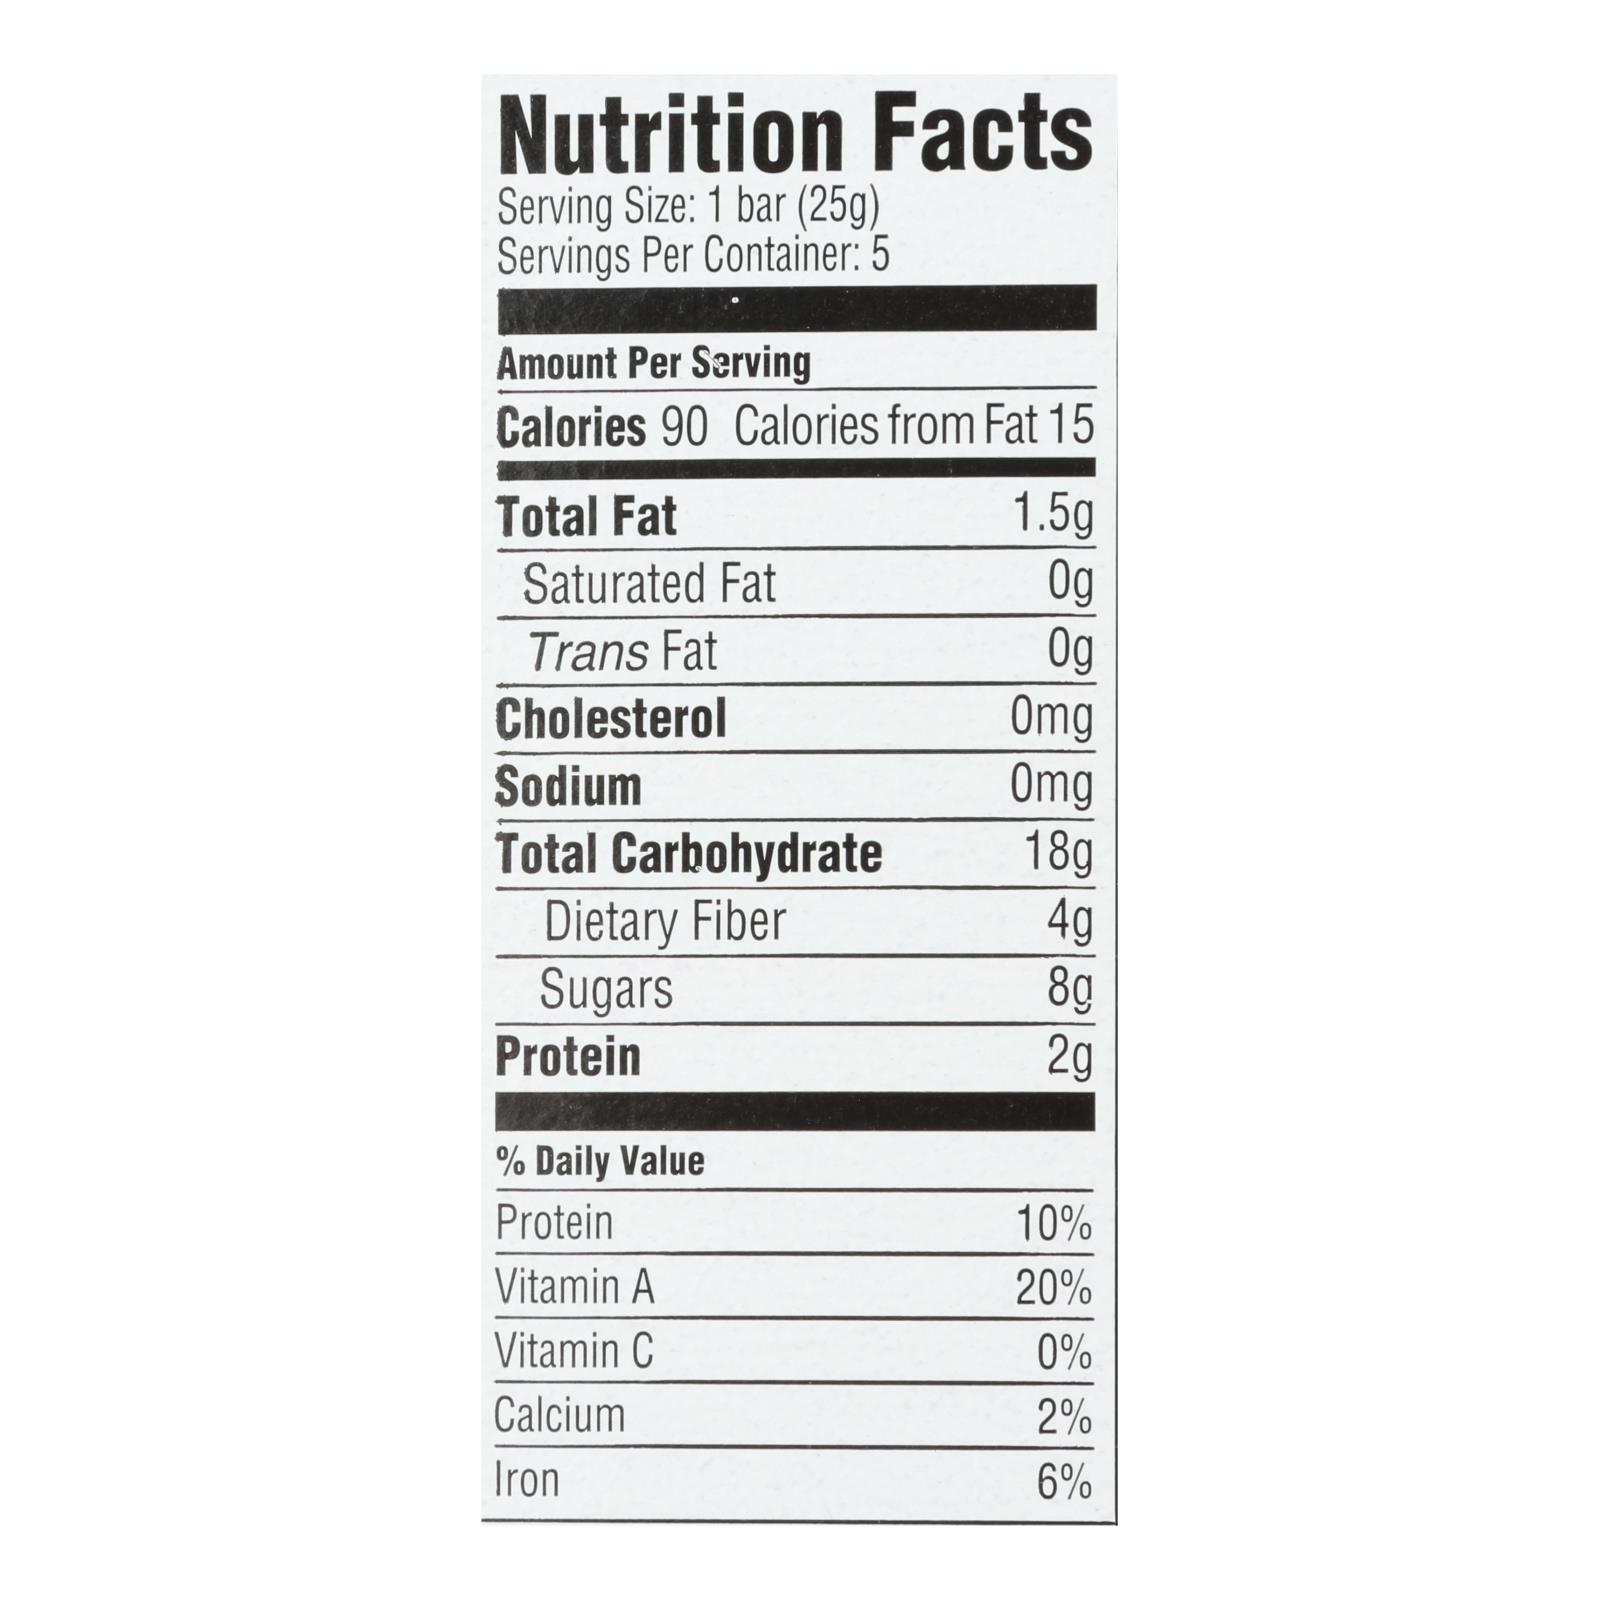 Nutrition Facts
Serving Size: 1 bar (25g)
Servings Per Container: 5
Amount Per Serving
Calories 90 Calories from Fat 15
Total Fat 1.5g
Saturated Fat 0g
Trans Fat 0g
Cholesterol 0mg
Sodium 0mg
Total Carbohydrate 18g
Dietary Fiber 4g
Sugars 8g
Protein 2g
% Daily Value
Protein 10%
Vitamin A 20%
Vitamin C 0%
Calcium 2%
Iron 6%